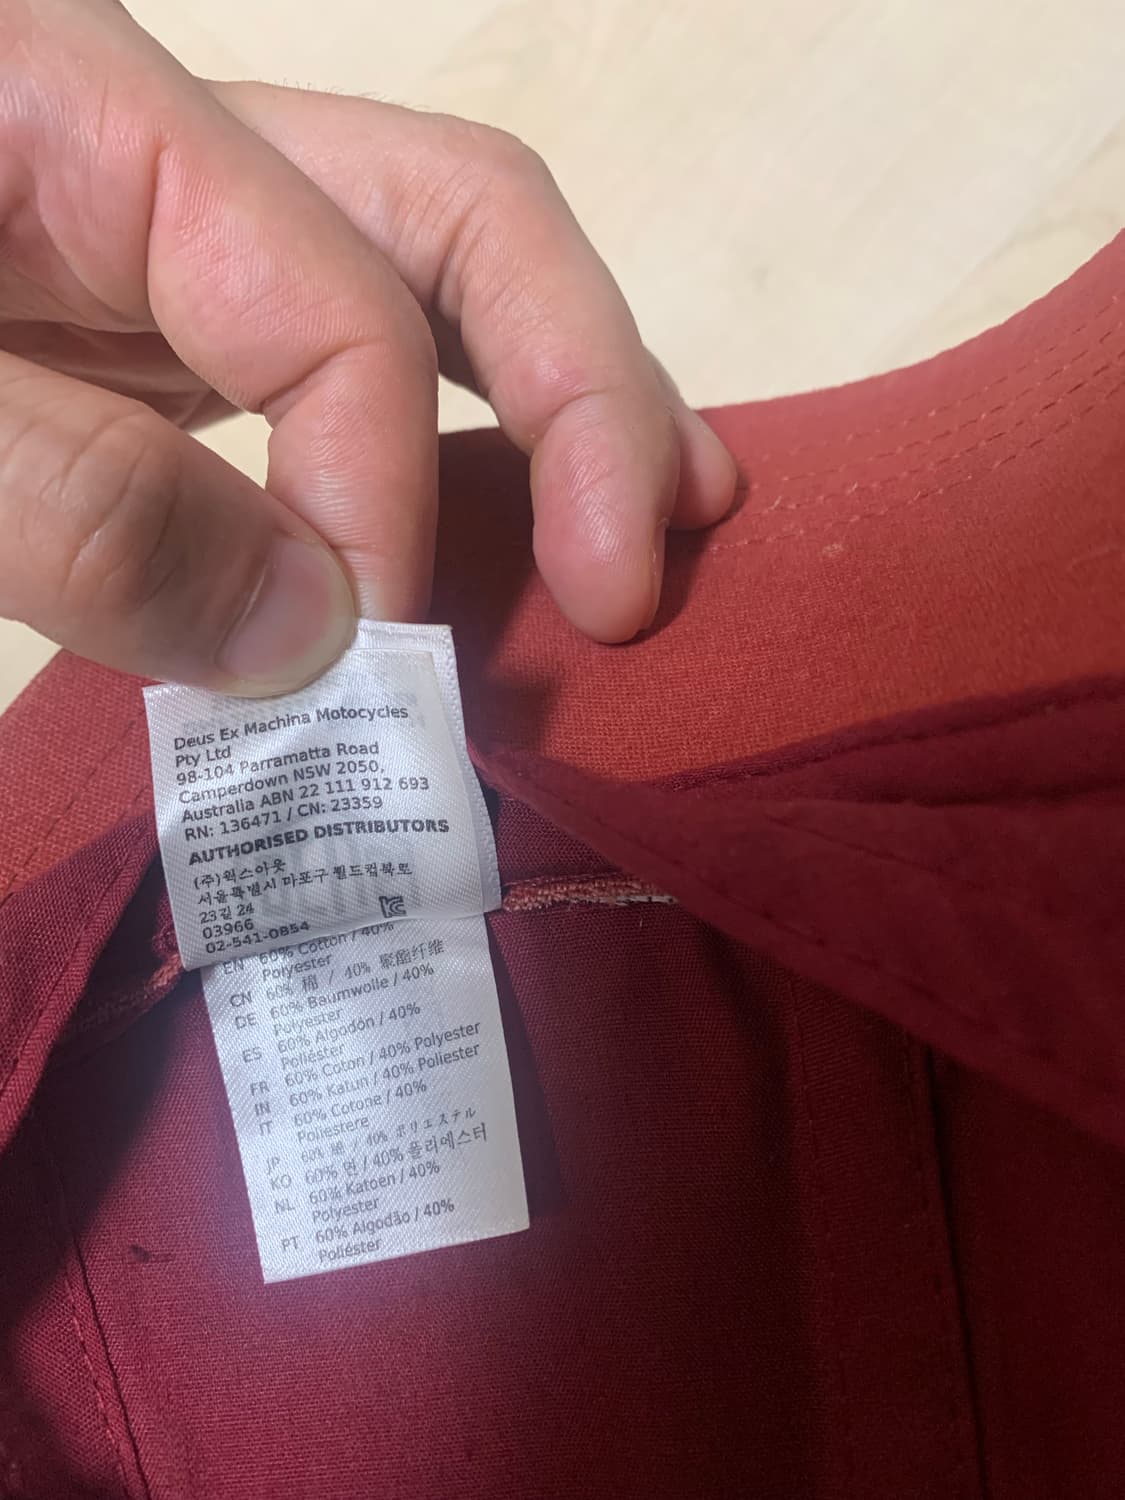 Deus Ex Machina Motocycles
Pty Ltd
98-104 Parramatta Road
Camperdown NSW 2050,
Australia ABN 22 111 912 693
RN: 136471 / CN: 23359
AUTHORISED DISTRIBUTORS
(주)웍스아웃
서울특별시 마포구 월드컵북로
23길 24
03966
02-541-0854
EN 60% Cotton / 40%
Polyester
CN 60% 棉 / 40% 聚酯纤维
DE 60% Baumwolle / 40%
Polyester
ES 60% Algodón / 40%
Poliéster
FR 60% Coton / 40% Polyester
IN 60% Katun / 40% Poliester
IT 60% Cotone / 40%
Poliestere
JP 60% 綿 / 40% ポリエステル
KO 60% 면 / 40% 폴리에스터
NL 60% Katoen / 40%
Polyester
PT 60% Algodão / 40%
Poliéster